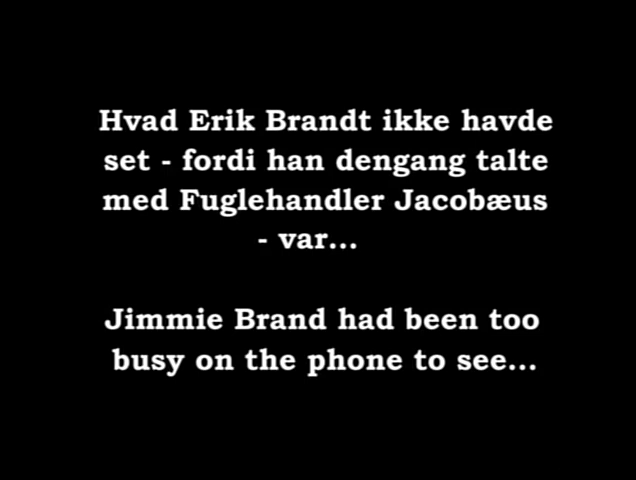 Hvad Erik Brandt ikke havde
set - fordi han dengang talte
med Fuglehandler Jacobæus
- var...
Jimmie Brand had been too
busy on the phone to see...